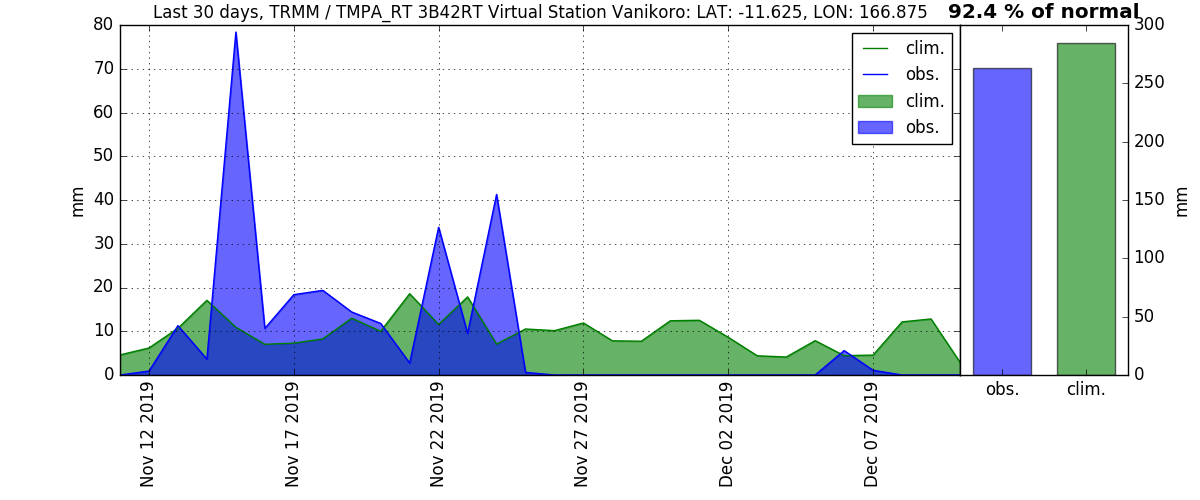 Last 30 days, TRMM / TMPA_RT 3B42RT Virtual Station Vanikoro: LAT: -11.625, LON: 166.875
92.4 % of normal
80
70
60
50
40
30
20
10
0
mm
clim.
obs.
clim.
obs.
Nov 12 2019
Nov 17 2019
Nov 22 2019
Nov 27 2019
Dec 02 2019
Dec 07 2019
300
250
200
150
100
50
0
mm
obs.
clim.